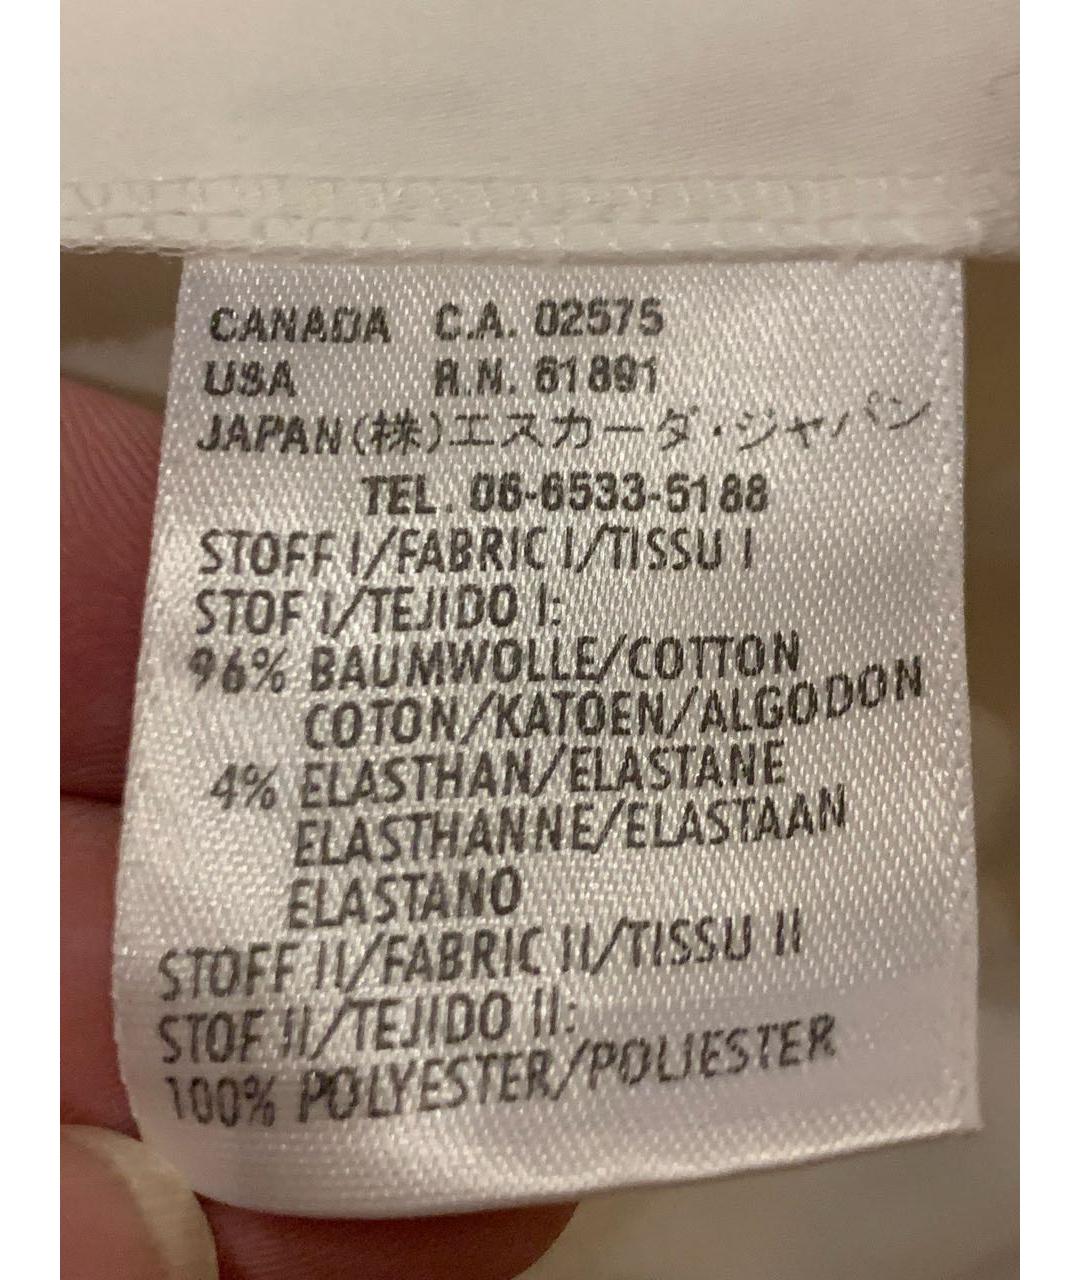 CANADA C.A. 02575
USA R.N. 61891
JAPAN(株)エスカーダ・ジャパン
TEL. 06-6533-5188
STOFF I/FABRIC I/TISSU I
STOF I/TEJIDO I:
96% BAUMWOLLE/COTTON
COTON/KATOEN/ALGODON
4% ELASTHAN/ELASTANE
ELASTHANNE/ELASTAAN
ELASTANO
STOFF II/FABRIC II/TISSU II
STOF II/TEJIDO II:
100% POLYESTER/POLIESTER